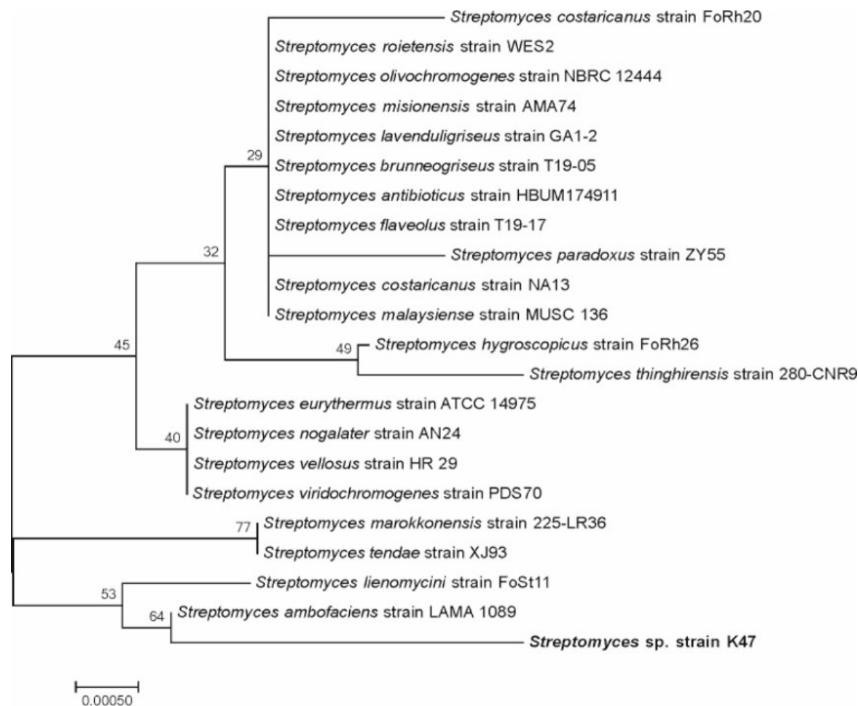 Streptomyces costaricanus strain FoRh20
Streptomyces roietensis strain WES2
Streptomyces olivochromogenes strain NBRC 12444
Streptomyces misionensis strain AMA74
Streptomyces lavenduligriseus strain GA1-2
29
Streptomyces brunneogriseus strain T19-05
Streptomyces antibioticus strain HBUM174911
Streptomyces flaveolus strain T19-17
32
Streptomyces paradoxus strain ZY55
Streptomyces costaricanus strain NA13
Streptomyces malaysiense strain MUSC 136
45
49
Streptomyces hygroscopicus strain FoRh26
Streptomyces thinghirensis strain 280-CNR9
Streptomyces eurythermus strain ATCC 14975
40
Streptomyces nogalater strain AN24
Streptomyces vellosus strain HR 29
Streptomyces viridochromogenes strain PDS70
77
Streptomyces marokkonensis strain 225-LR36
Streptomyces tendae strain XJ93
53
Streptomyces lienomycini strain FoSt11
64
Streptomyces ambofaciens strain LAMA 1089
Streptomyces sp. strain K47
0.00050